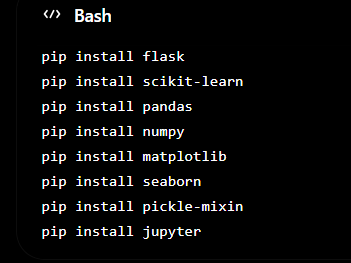 </> Bash
pip install flask
pip install scikit-learn
pip install pandas
pip install numpy
pip install matplotlib
pip install seaborn
pip install pickle-mixin
pip install jupyter